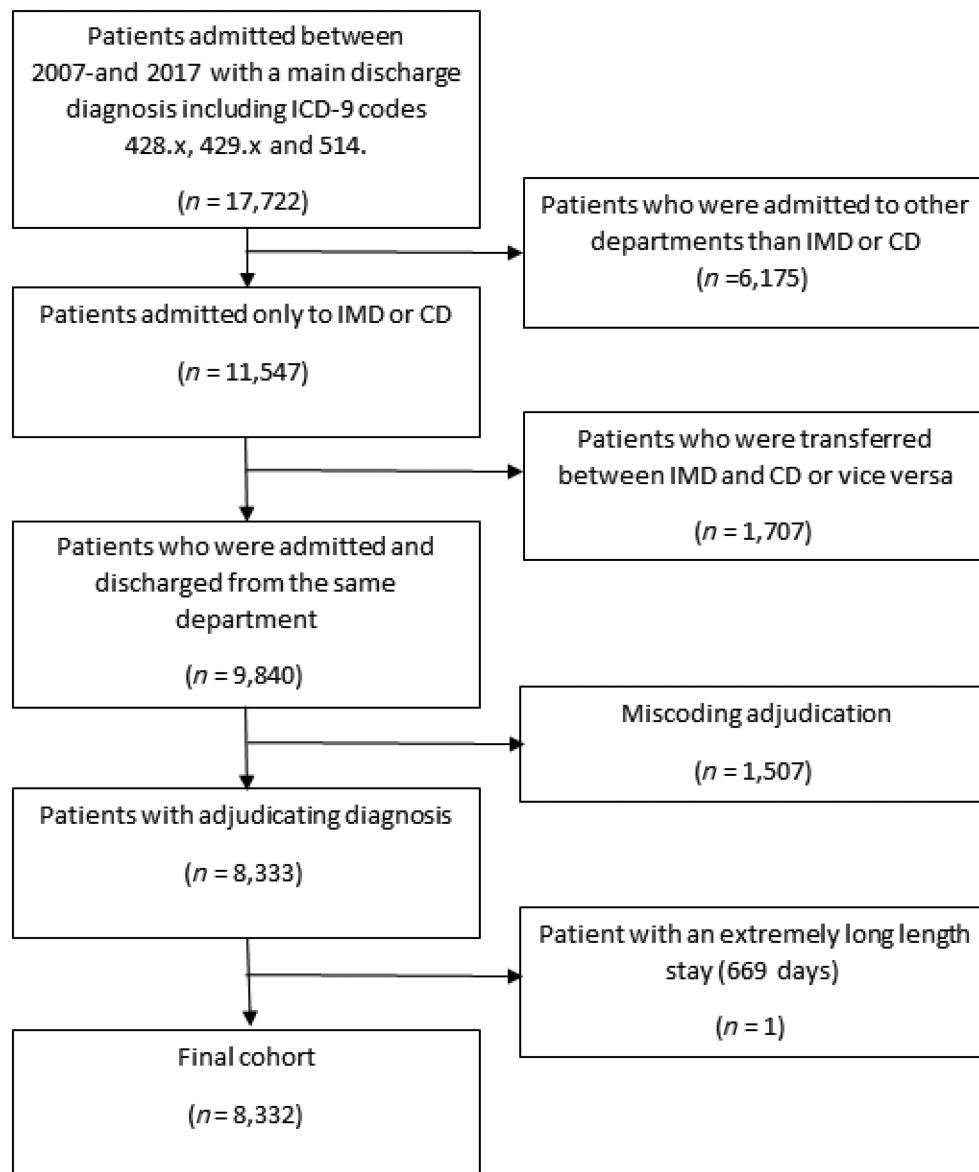 Patients admitted between
2007-and 2017 with a main discharge
diagnosis including ICD-9 codes
428.x, 429.x and 514.
(n = 17,722)
Patients who were admitted to other
departments than IMD or CD
(n =6,175)
Patients admitted only to IMD or CD
(n = 11,547)
Patients who were transferred
between IMD and CD or vice versa
(n = 1,707)
Patients who were admitted and
discharged from the same
department
(n = 9,840)
Miscoding adjudication
(n = 1,507)
Patients with adjudicating diagnosis
(n = 8,333)
Patient with an extremely long length
stay (669 days)
(n = 1)
Final cohort
(n = 8,332)